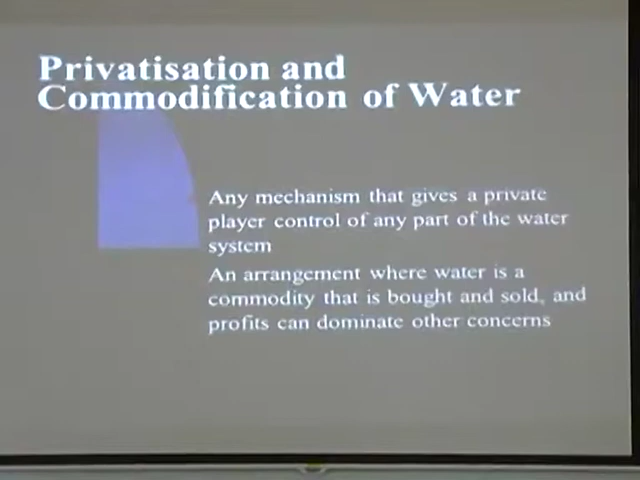 Privatisation and
Commodification of Water
Any mechanism that gives a private
player control of any part of the water
system
An arrangement where water is a
commodity that is bought and sold, and
profits can dominate other concerns